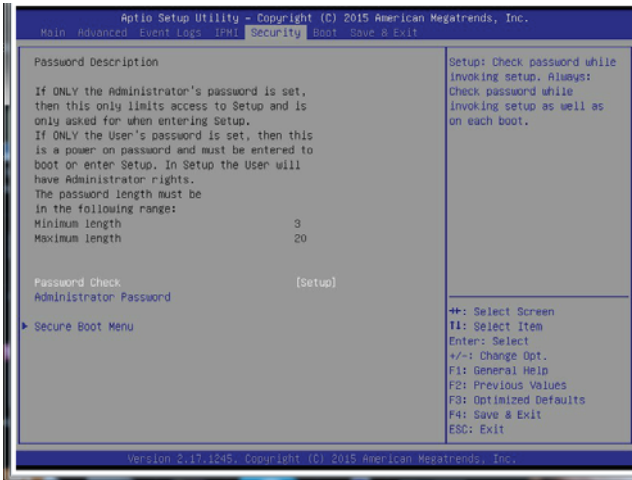 Aptio Setup Utility – Copyright (C) 2015 American Megatrends, Inc.
Main Advanced Event Logs IPMI Security Boot Save & Exit
Password Description
If ONLY the Administrator's password is set,
then this only limits access to Setup and is
only asked for when entering Setup.
If ONLY the User's password is set, then this
is a power on password and must be entered to
boot or enter Setup. In Setup the User will
have Administrator rights.
The password length must be
in the following range:
Minimum length 3
Maximum length 20
Password Check [Setup]
Administrator Password
Secure Boot Menu
Setup: Check password while
invoking setup. Always:
Check password while
invoking setup as well as
on each boot.
→←: Select Screen
↑↓: Select Item
Enter: Select
+/-: Change Opt.
F1: General Help
F2: Previous Values
F3: Optimized Defaults
F4: Save & Exit
ESC: Exit
Version 2.17.1245. Copyright (C) 2015 American Megatrends, Inc.